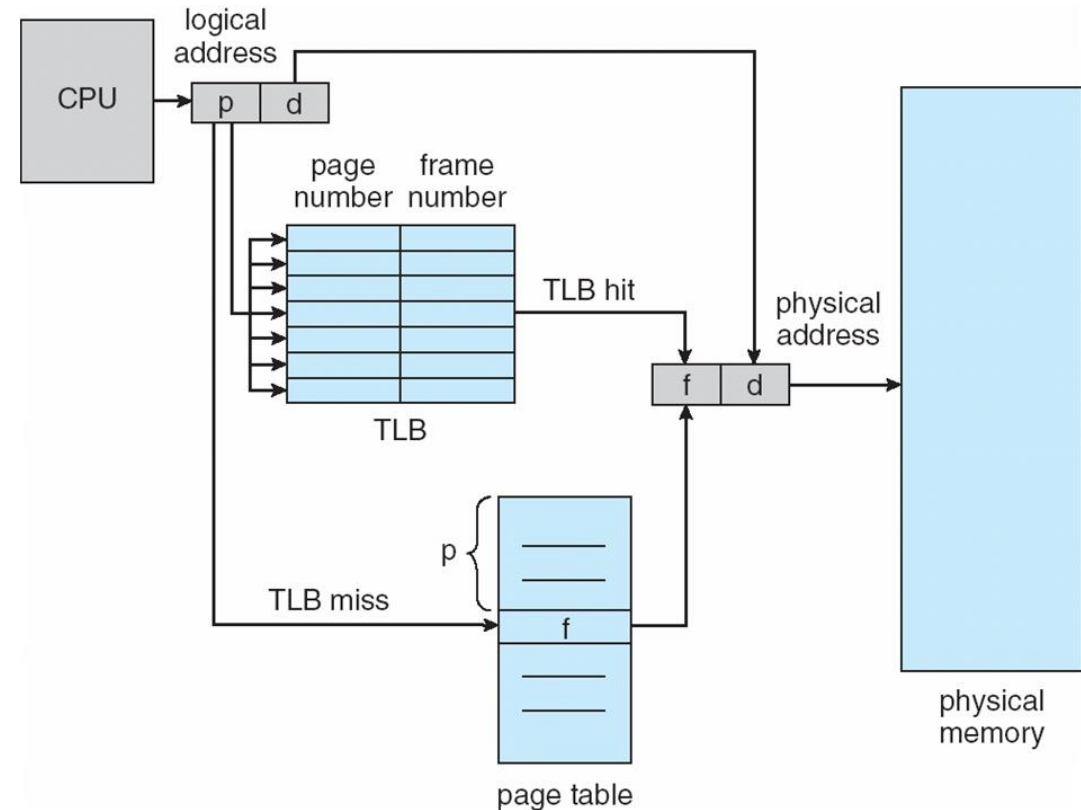 logical
address
CPU
p
d
page
number
frame
number
TLB hit
physical
address
f
d
TLB
p
TLB miss
f
physical
memory
page table